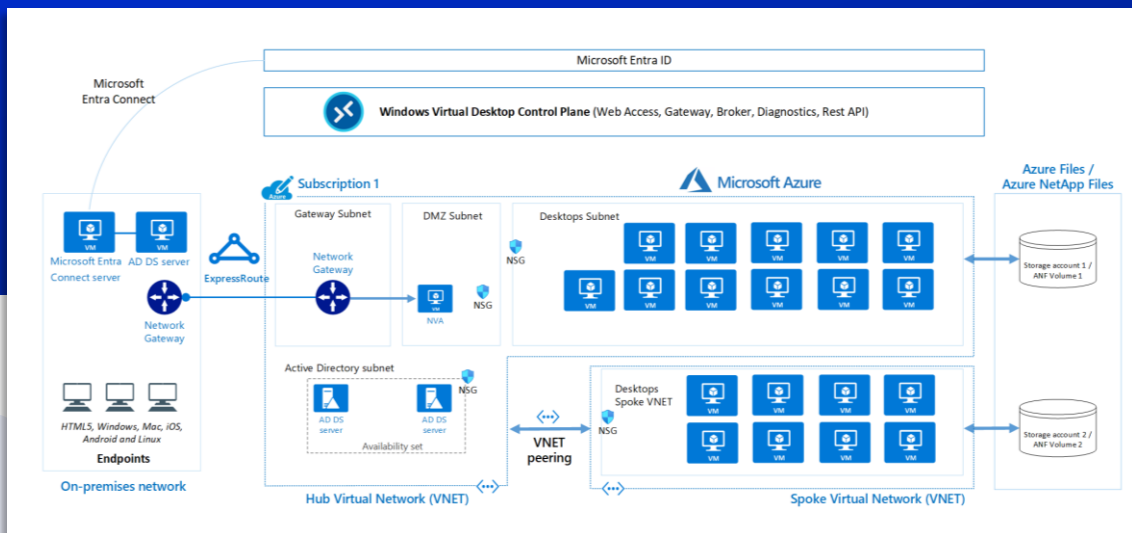 Microsoft Entra ID
Microsoft
Entra Connect
Windows Virtual Desktop Control Plane (Web Access, Gateway, Broker, Diagnostics, Rest API)
Azure
Subscription 1
Microsoft Azure
Azure Files /
Azure NetApp Files
VM
VM
Microsoft Entra
Connect server
AD DS server
ExpressRoute
Network
Gateway
HTML5, Windows, Mac, iOS,
Android and Linux
Endpoints
On-premises network
Gateway Subnet
Network
Gateway
DMZ Subnet
VM
NVA
NSG
Desktops Subnet
NSG
VM
VM
VM
VM
VM
VM
VM
VM
VM
VM
VM
Storage account 1 /
ANF Volume 1
Active Directory subnet
NSG
AD DS
server
AD DS
server
Availability set
Hub Virtual Network (VNET)
VNET
peering
Desktops
Spoke VNET
NSG
VM
VM
VM
VM
VM
VM
VM
VM
Spoke Virtual Network (VNET)
Storage account 2 /
ANF Volume 2